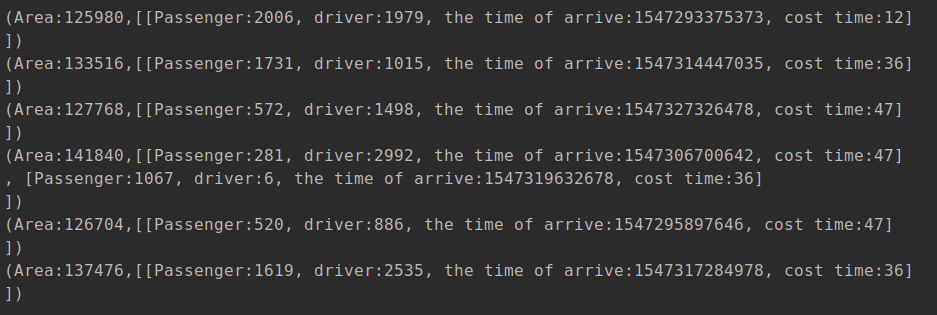 (Area:125980,[[Passenger:2006, driver:1979, the time of arrive:1547293375373, cost time:12]
])
(Area:133516,[[Passenger:1731, driver:1015, the time of arrive:1547314447035, cost time:36]
])
(Area:127768,[[Passenger:572, driver:1498, the time of arrive:1547327326478, cost time:47]
])
(Area:141840,[[Passenger:281, driver:2992, the time of arrive:1547306700642, cost time:47]
, [Passenger:1067, driver:6, the time of arrive:1547319632678, cost time:36]
])
(Area:126704,[[Passenger:520, driver:886, the time of arrive:1547295897646, cost time:47]
])
(Area:137476,[[Passenger:1619, driver:2535, the time of arrive:1547317284978, cost time:36]
])